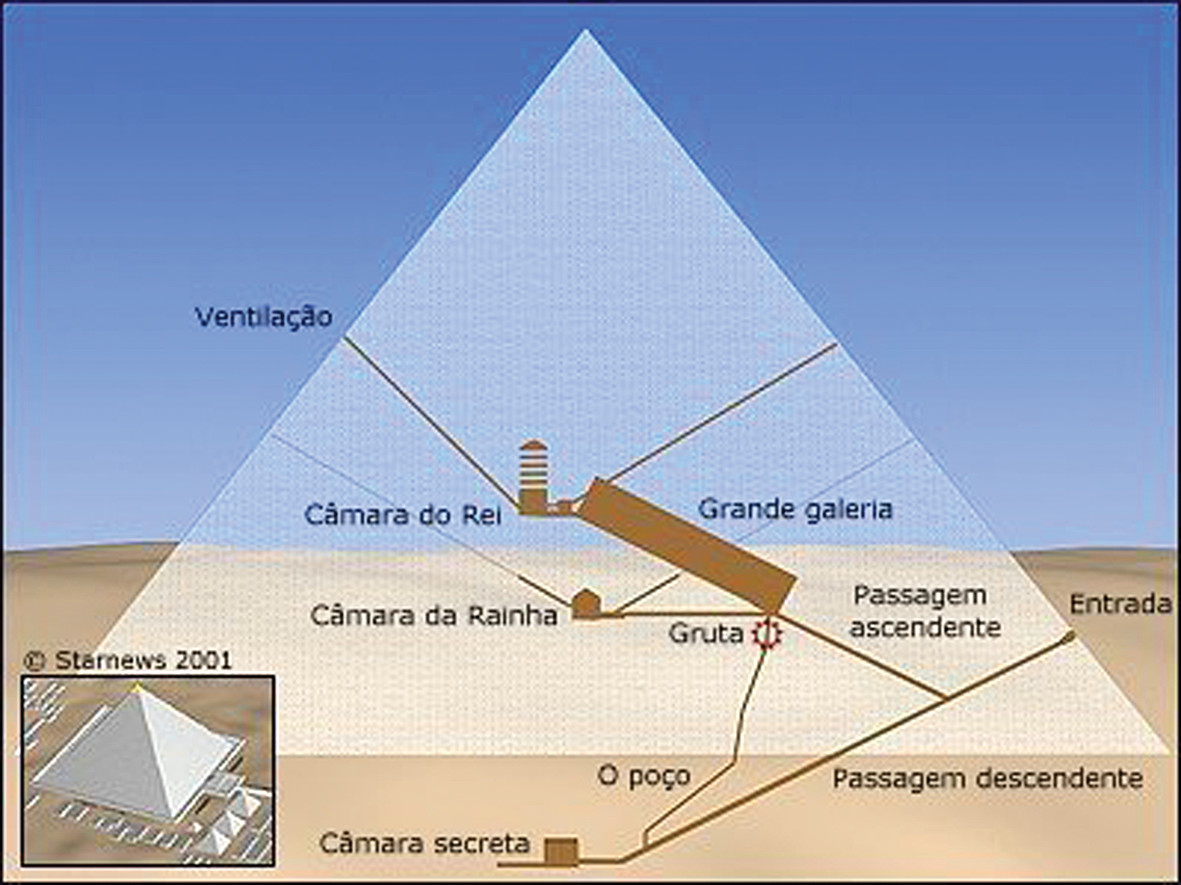 Ventilação
Câmara do Rei
Grande galeria
Câmara da Rainha
Passagem
ascendente
Entrada
Gruta
© Starnews 2001
O poço
Passagem descendente
Câmara secreta